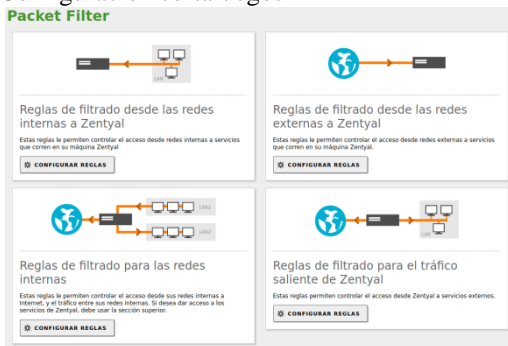 Packet Filter
LAN
Reglas de filtrado desde las redes
internas a Zentyal
Estas reglas le permiten controlar el acceso desde redes internas a servicios
que corren en su máquina Zentyal
CONFIGURAR REGLAS
Reglas de filtrado desde las redes
externas a Zentyal
Estas reglas le permiten controlar el acceso desde redes externas a servicios
que corren en su máquina Zentyal.
CONFIGURAR REGLAS
LAN1
LAN2
Reglas de filtrado para las redes
internas
Estas reglas le permiten controlar el acceso desde sus redes internas a
Internet, y el tráfico entre sus redes internas. Si desea dar acceso a los
servicios de Zentyal, debe usar la sección superior.
CONFIGURAR REGLAS
LAN
Reglas de filtrado para el tráfico
saliente de Zentyal
Estas reglas permiten controlar el acceso desde Zentyal a servicios externos.
CONFIGURAR REGLAS